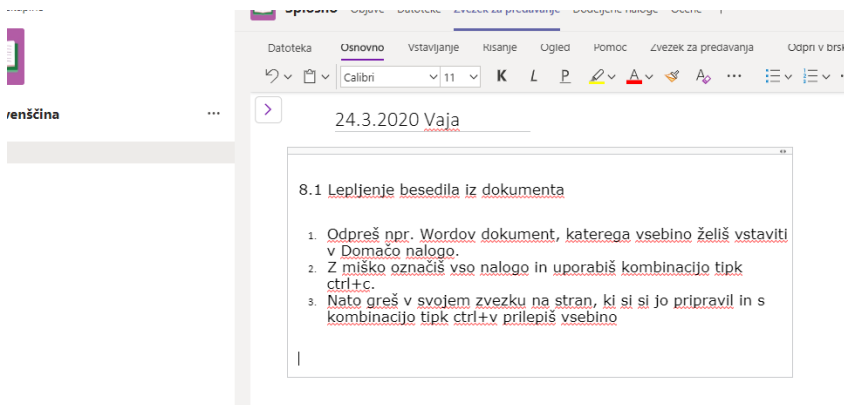 Splošno Objave Datoteke Zvezek za predavanje Dodeljene naloge Ocene
Datoteka Osnovno Vstavljanje Risanje Ogled Pomoč Zvezek za predavanja Odpri v
Calibri 11 K L P A A
venščina
24.3.2020 Vaja
8.1 Lepljenje besedila iz dokumenta
1. Odpreš npr. Wordov dokument, katerega vsebino želiš vstaviti
v Domačo nalogo.
2. Z miško označiš vso nalogo in uporabiš kombinacijo tipk
ctrl+c.
3. Nato greš v svojem zvezku na stran, ki si si jo pripravil in s
kombinacijo tipk ctrl+v prilepiš vsebino